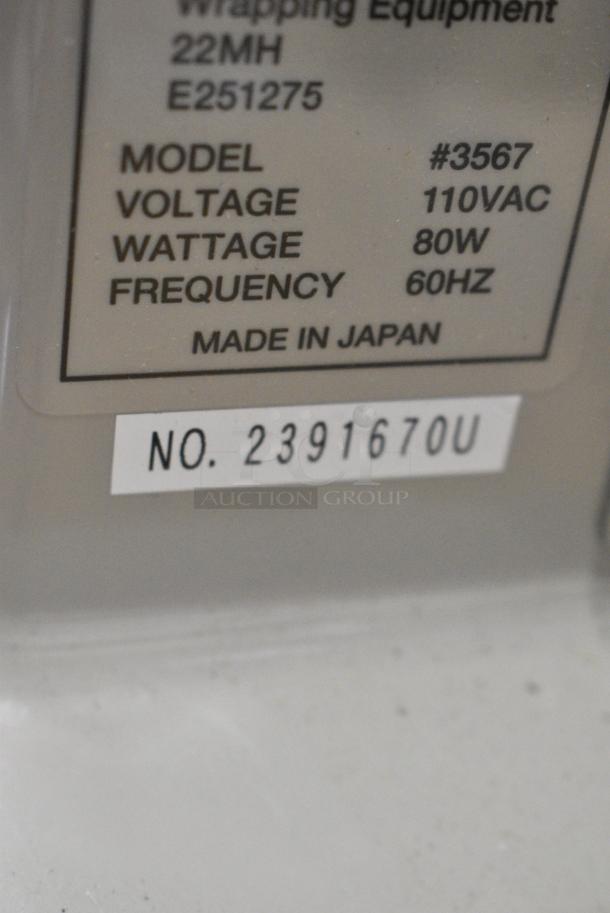 Wrapping Equipment
22MH
E251275
MODEL #3567
VOLTAGE 110VAC
WATTAGE 80W
FREQUENCY 60HZ
MADE IN JAPAN
NO. 2391670U
AUCTION GROUP